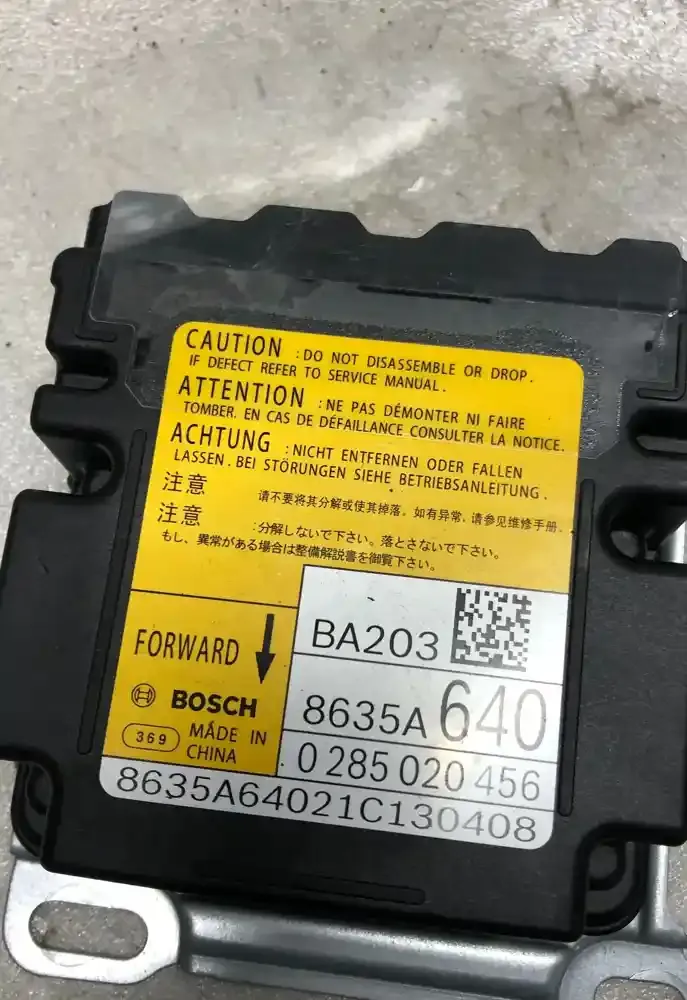 CAUTION : DO NOT DISASSEMBLE OR DROP.
IF DEFECT REFER TO SERVICE MANUAL.
ATTENTION : NE PAS DÉMONTER NI FAIRE
TOMBER. EN CAS DE DÉFAILLANCE CONSULTER LA NOTICE.
ACHTUNG : NICHT ENTFERNEN ODER FALLEN
LASSEN. BEI STÖRUNGEN SIEHE BETRIEBSANLEITUNG.
注意 请不要将其分解或使其掉落。如有异常,请参见维修手册.
注意 :分解しないで下さい。落とさないで下さい。
もし、異常がある場合は整備解説書を御覧下さい。
FORWARD
BA203
BOSCH
8635A640
369 MADE IN
CHINA
0 285 020 456
8635A64021C130408